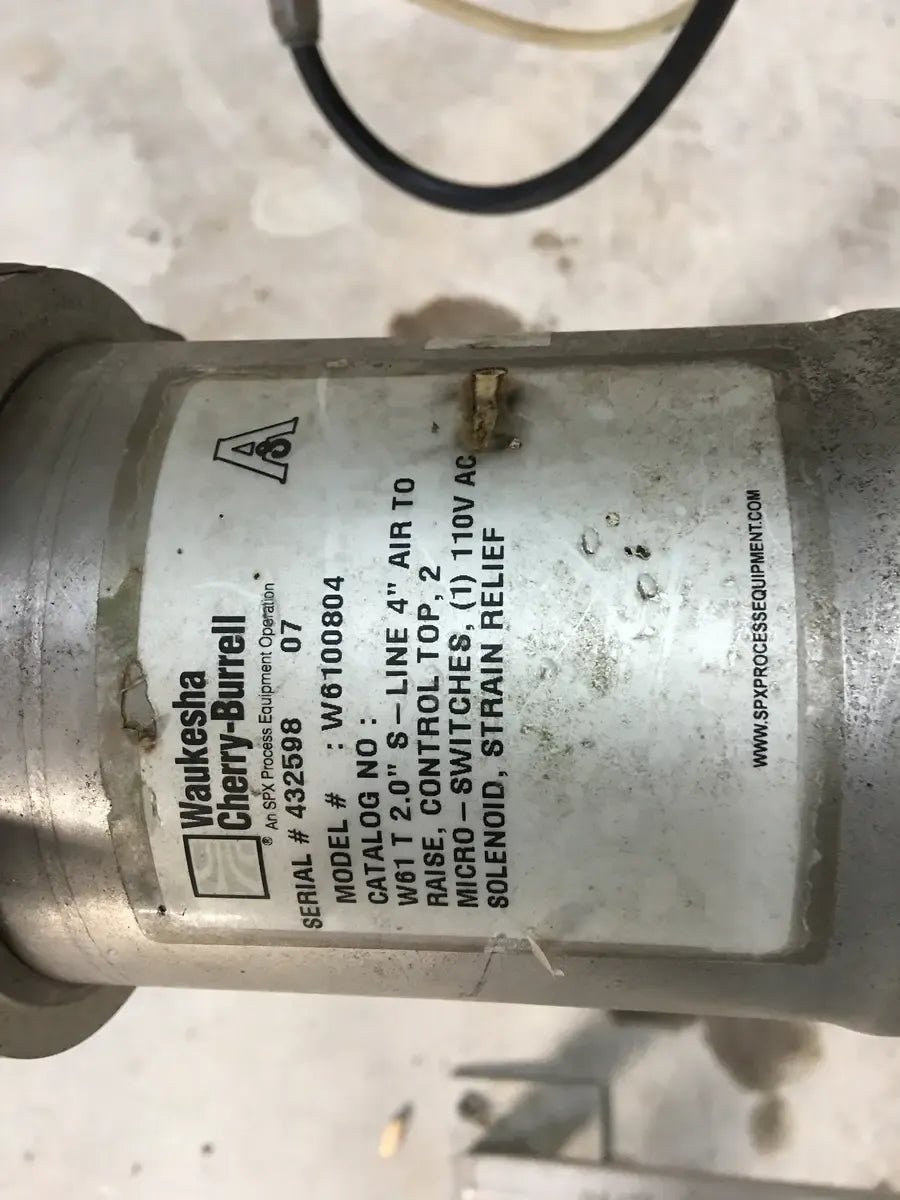 Waukesha
Cherry-Burrell
® An SPX Process Equipment Operation
SERIAL # 432598 07
MODEL # : W6100804
CATALOG NO :
W61 T 2.0" S-LINE 4" AIR TO
RAISE, CONTROL TOP, 2
MICRO-SWITCHES, (1) 110V AC
SOLENOID, STRAIN RELIEF
WWW.SPXPROCESSEQUIPMENT.COM